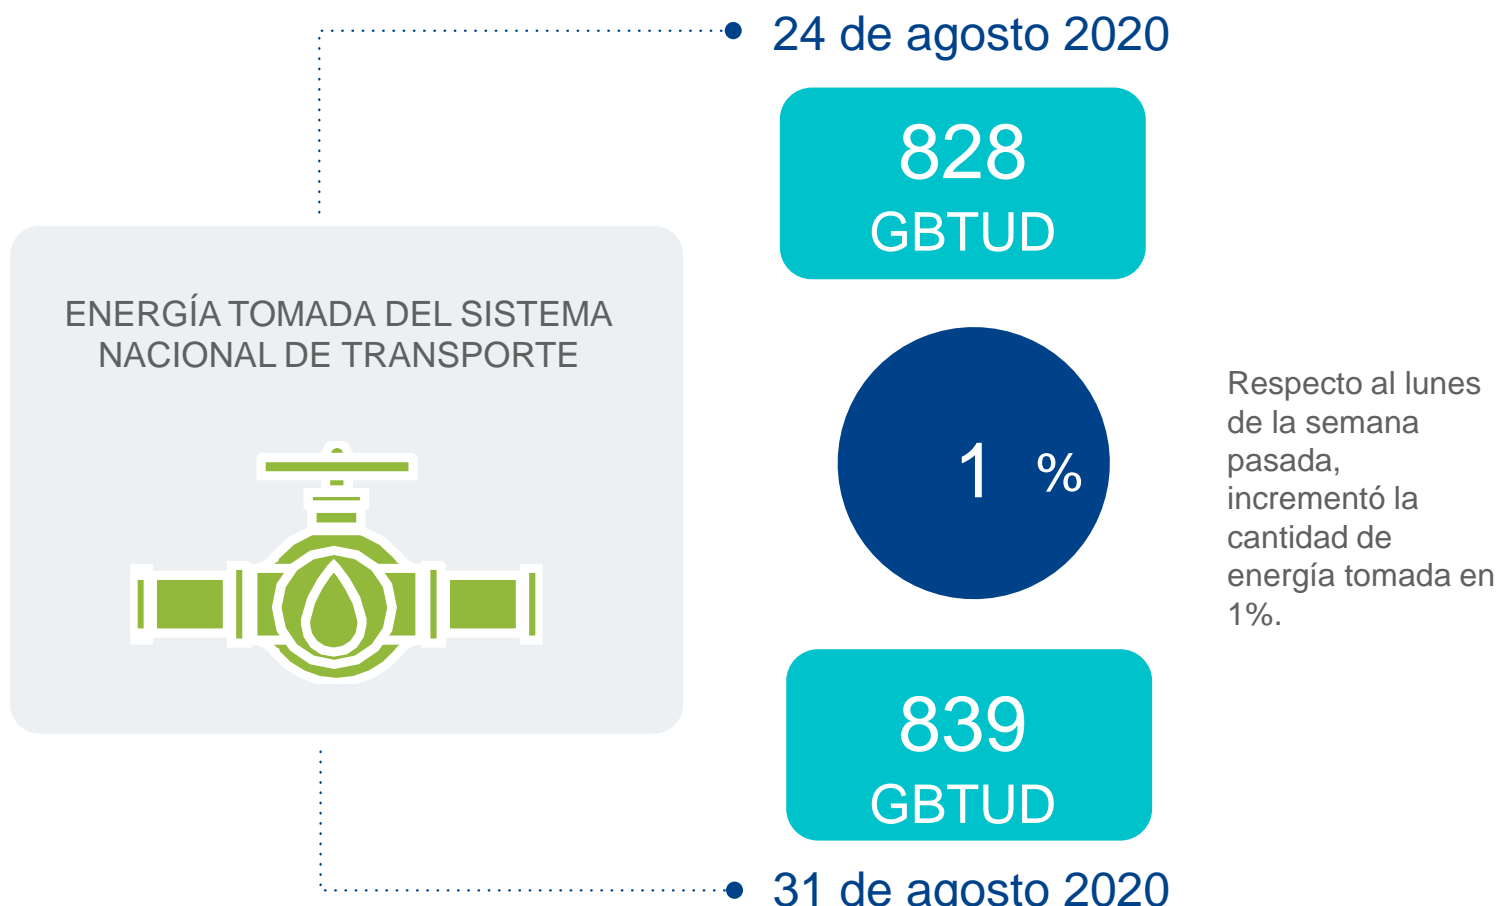 24 de agosto 2020
828
GBTUD
ENERGÍA TOMADA DEL SISTEMA
NACIONAL DE TRANSPORTE
1 %
Respecto al lunes
de la semana
pasada,
incrementó la
cantidad de
energía tomada en
1%.
839
GBTUD
31 de agosto 2020